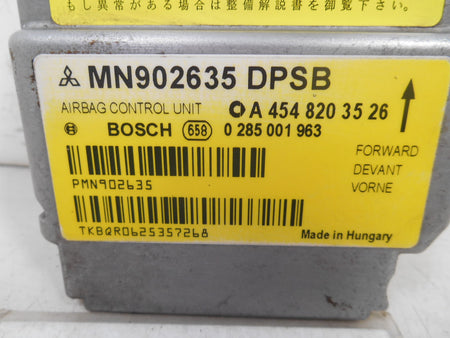 もし異常がある場合は整備解説書を御覧下さい。
MN902635 DPSB
AIRBAG CONTROL UNIT A 454 820 35 26
BOSCH 658 0 285 001 963
FORWARD
DEVANT
VORNE
PMN902635
TKBQR0625357268
Made in Hungary